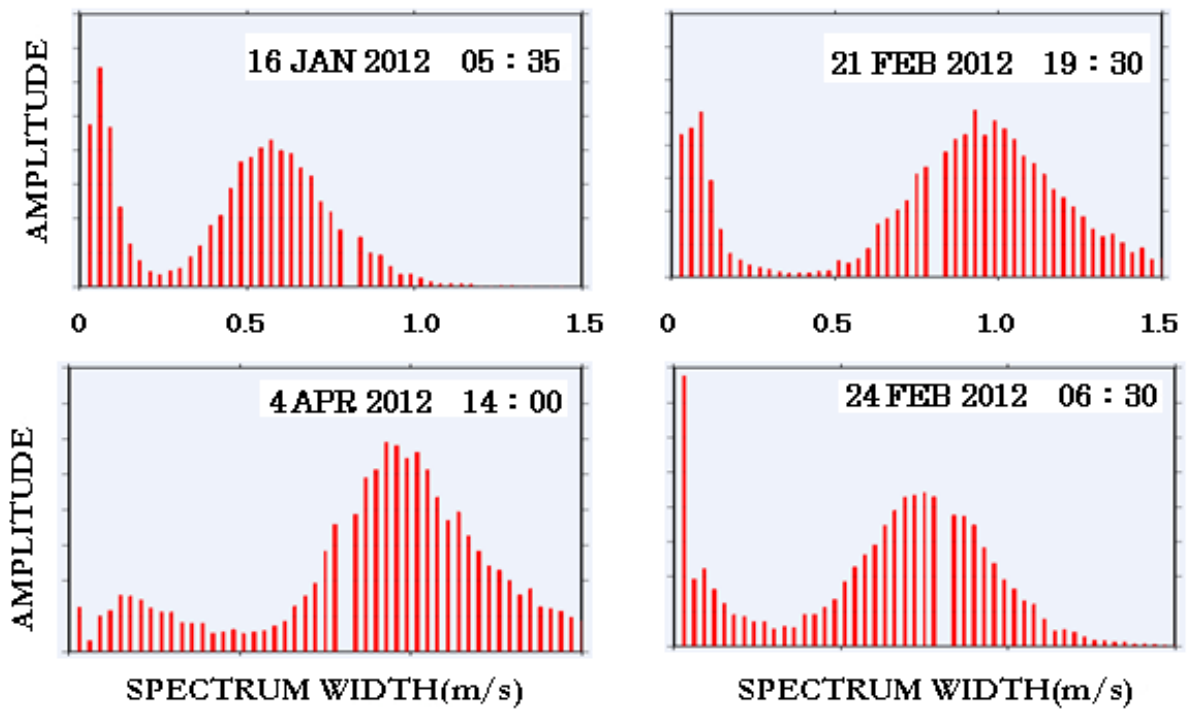 AMPLITUDE
16 JAN 2012 05 : 35
21 FEB 2012 19 : 30
0 0.5 1.0 1.5
0 0.5 1.0 1.5
AMPLITUDE
4 APR 2012 14 : 00
24 FEB 2012 06 : 30
SPECTRUM WIDTH(m/s)
SPECTRUM WIDTH(m/s)